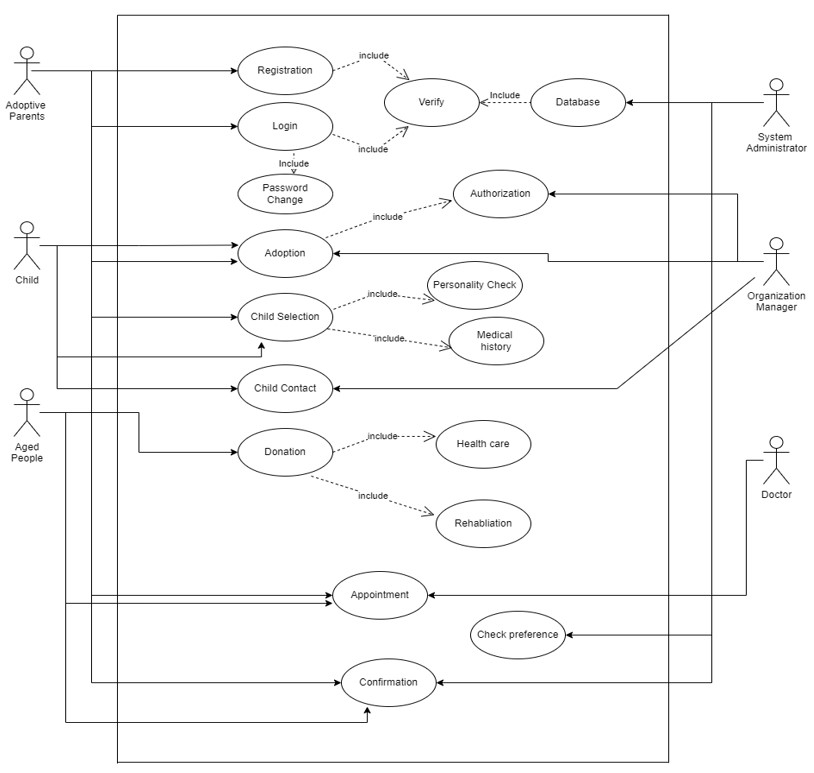 Adoptive
Parents
Registration
include
Verify
Include
Database
System
Administrator
Login
include
Include
Password
Change
Authorization
include
Child
Adoption
Organization
Manager
Personality Check
include
Child Selection
include
Medical
history
Child Contact
Aged
People
Donation
include
Health care
include
Rehabliation
Doctor
Appointment
Check preference
Confirmation